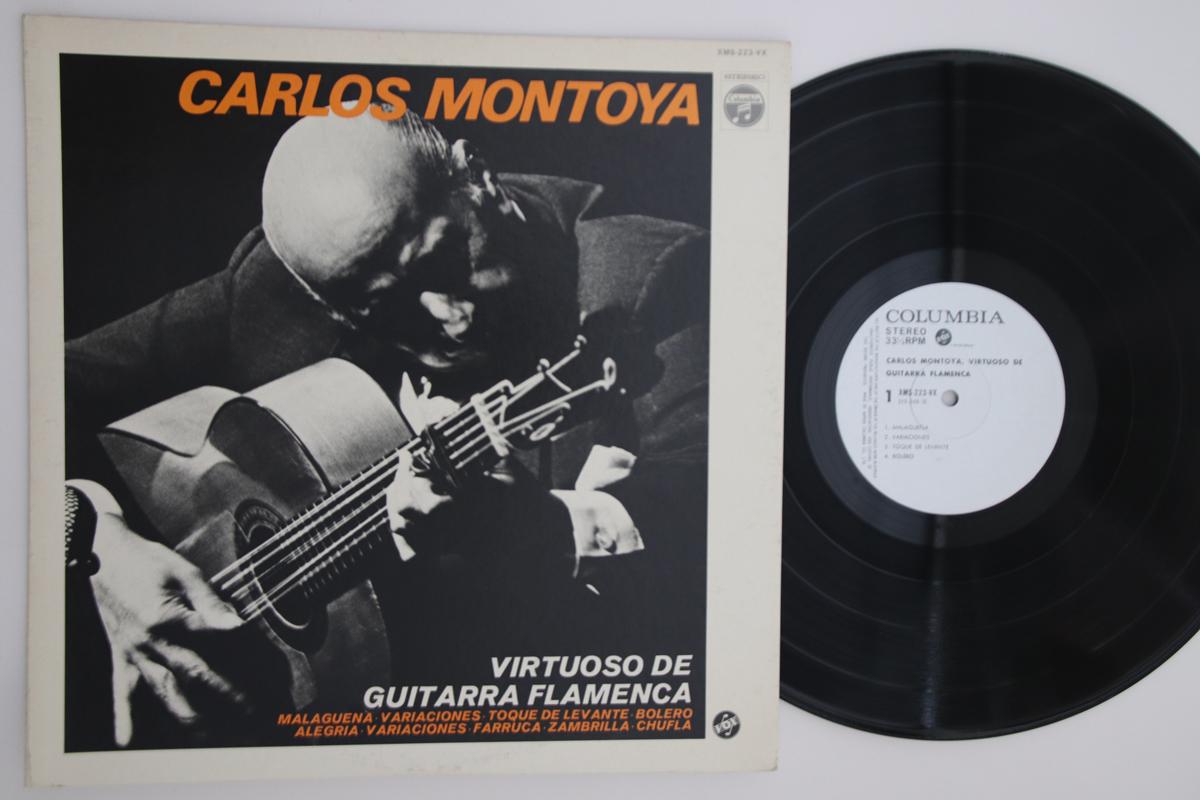 XMS-223-VX
STEREO
Columbia
CARLOS MONTOYA
VIRTUOSO DE
GUITARRA FLAMENCA
MALAGUENA · VARIACIONES · TOQUE DE LEVANTE · BOLERO
ALEGRIA · VARIACIONES · FARRUCA · ZAMBRILLA · CHUFLA
VOX
COLUMBIA
STEREO
33⅓RPM
CARLOS MONTOYA, VIRTUOSO DE
GUITARRA FLAMENCA
1 XMS-223-VX
1. MALAGUEÑA
2. VARIACIONES
3. TOQUE DE LEVANTE
4. BOLERO